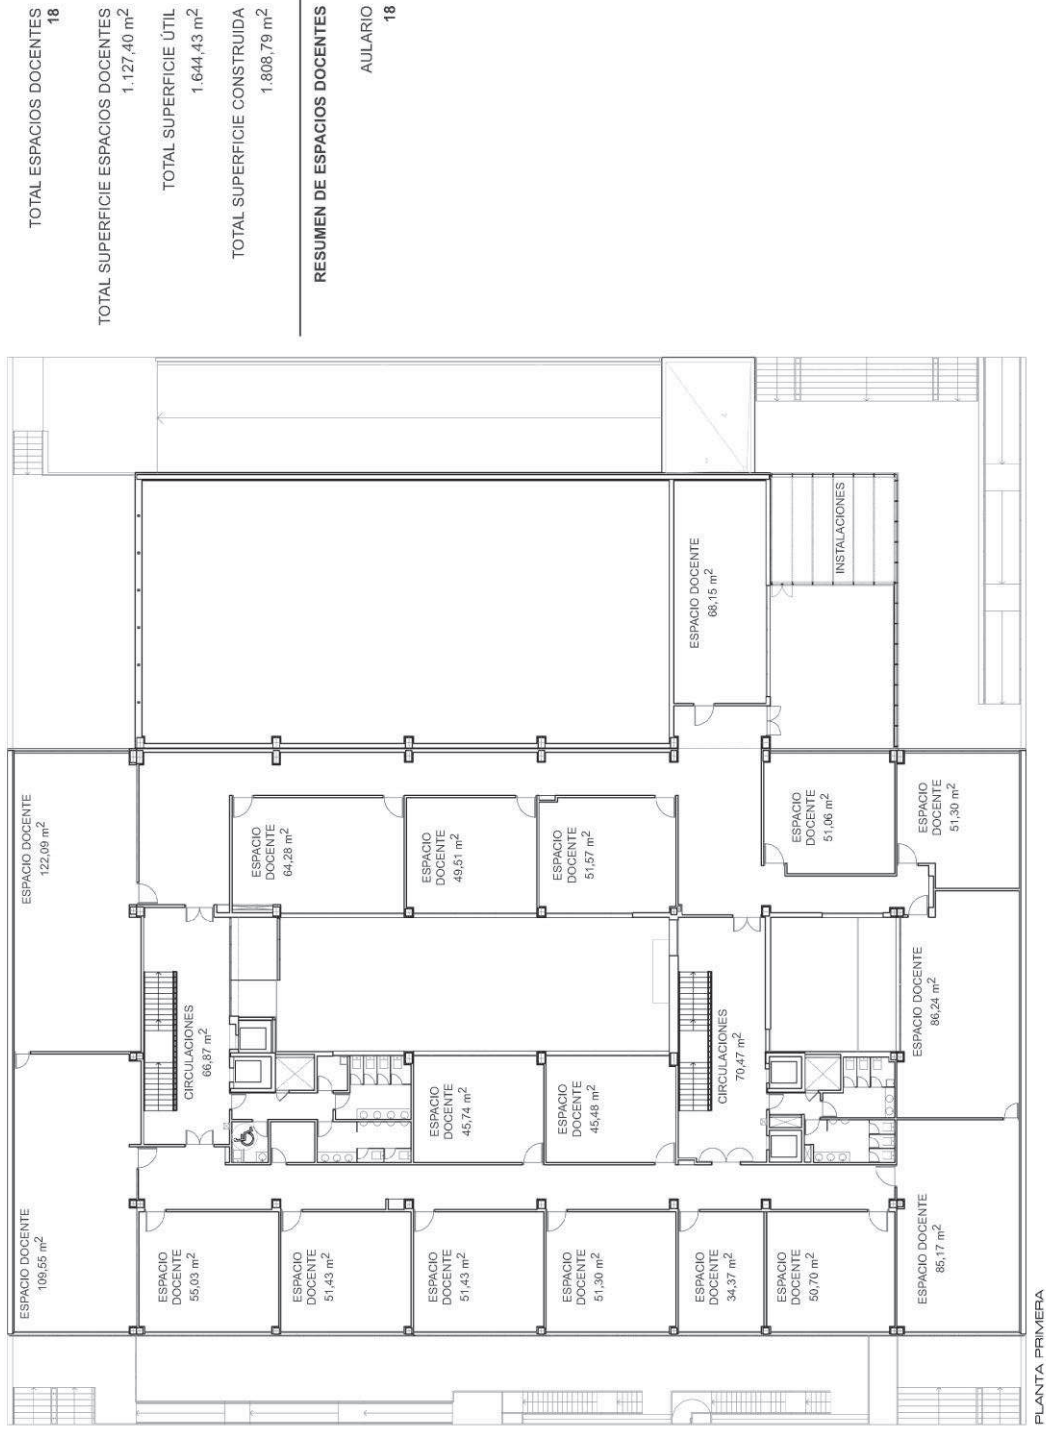 TOTAL ESPACIOS DOCENTES
18
TOTAL SUPERFICIE ESPACIOS DOCENTES
1.127,40 m²
TOTAL SUPERFICIE ÚTIL
1.644,43 m²
TOTAL SUPERFICIE CONSTRUIDA
1.808,79 m²
RESUMEN DE ESPACIOS DOCENTES
AULARIO
18
ESPACIO DOCENTE
109,55 m²
ESPACIO DOCENTE
122,09 m²
CIRCULACIONES
66,87 m²
ESPACIO
DOCENTE
55,03 m²
ESPACIO
DOCENTE
64,28 m²
ESPACIO
DOCENTE
51,43 m²
ESPACIO
DOCENTE
45,74 m²
ESPACIO
DOCENTE
49,51 m²
ESPACIO
DOCENTE
51,43 m²
ESPACIO
DOCENTE
45,48 m²
ESPACIO
DOCENTE
51,57 m²
ESPACIO
DOCENTE
51,30 m²
ESPACIO DOCENTE
68,15 m²
ESPACIO
DOCENTE
34,37 m²
CIRCULACIONES
70,47 m²
ESPACIO
DOCENTE
50,70 m²
ESPACIO
DOCENTE
51,06 m²
INSTALACIONES
ESPACIO DOCENTE
85,17 m²
ESPACIO DOCENTE
86,24 m²
ESPACIO
DOCENTE
51,30 m²
PLANTA PRIMERA